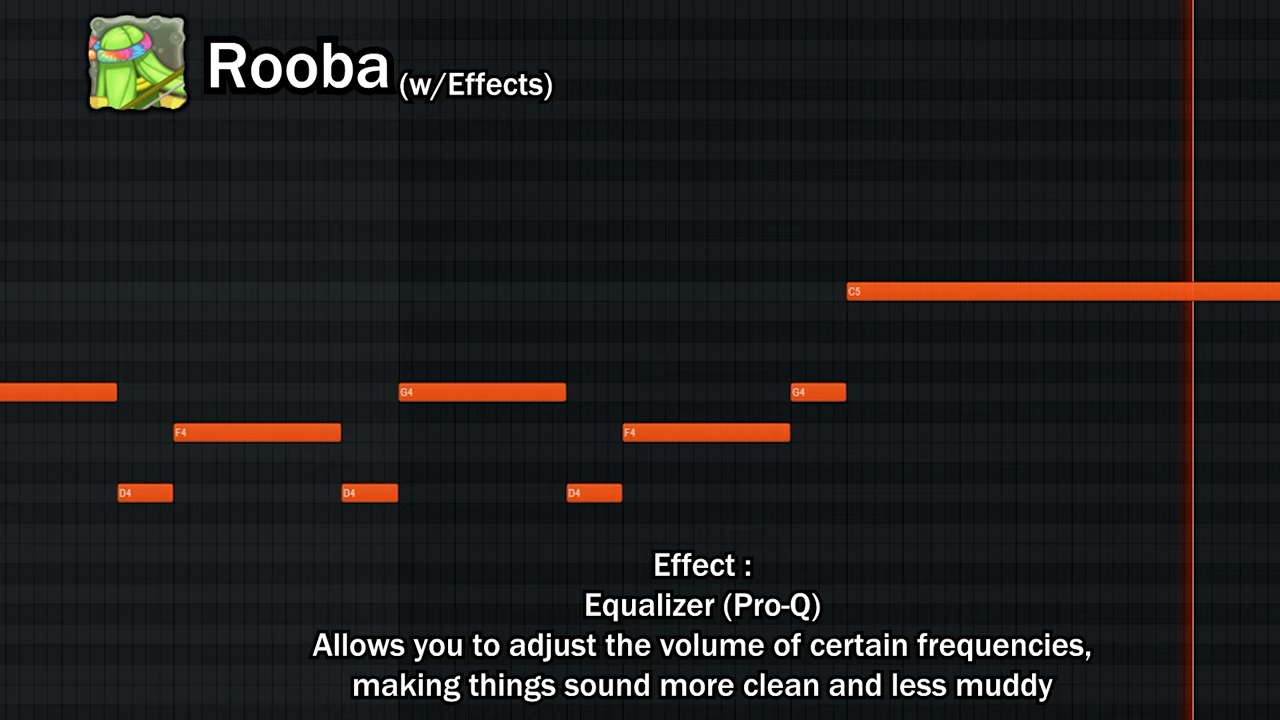 Rooba (w/Effects)
C5
G4
G4
F4
F4
D4
D4
D4
Effect :
Equalizer (Pro-Q)
Allows you to adjust the volume of certain frequencies,
making things sound more clean and less muddy